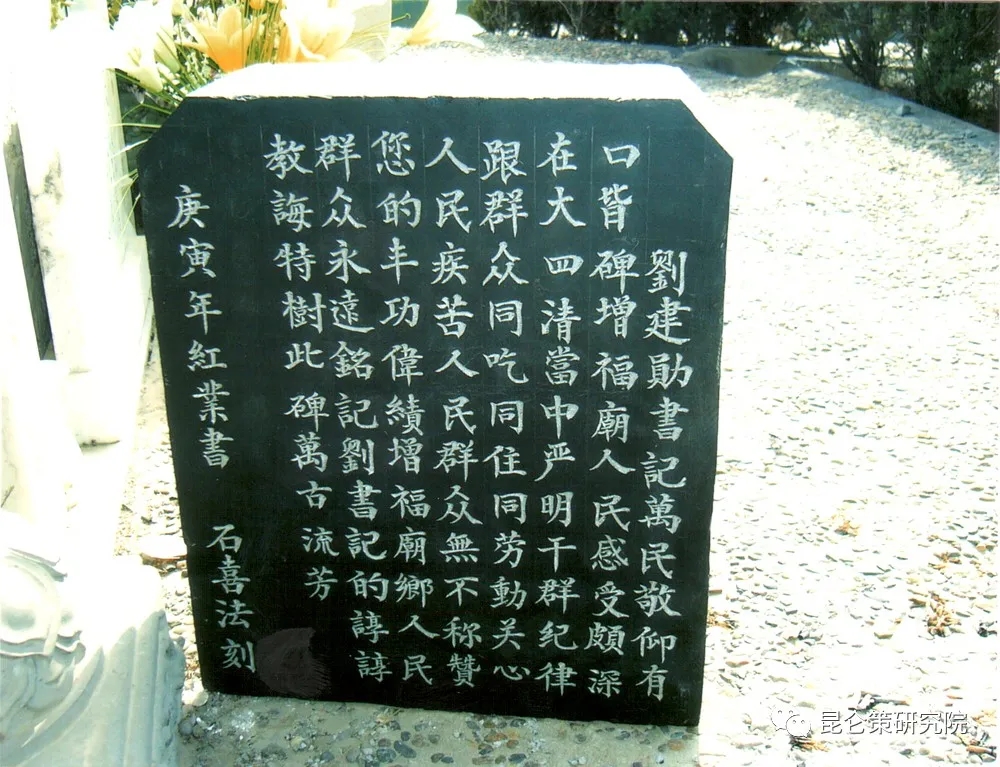 劉建勛書記萬民敬仰有
口皆碑增福廟人民感受頗深
在大四清當中严明干群纪律
跟群众同吃同住同劳動关心
人民疾苦人民群众無不称贊
您的丰功偉績增福廟鄉人民
群众永遠銘記劉書記的諄諄
教誨特樹此碑萬古流芳
庚寅年紅業書 石喜法刻
昆仑策研究院